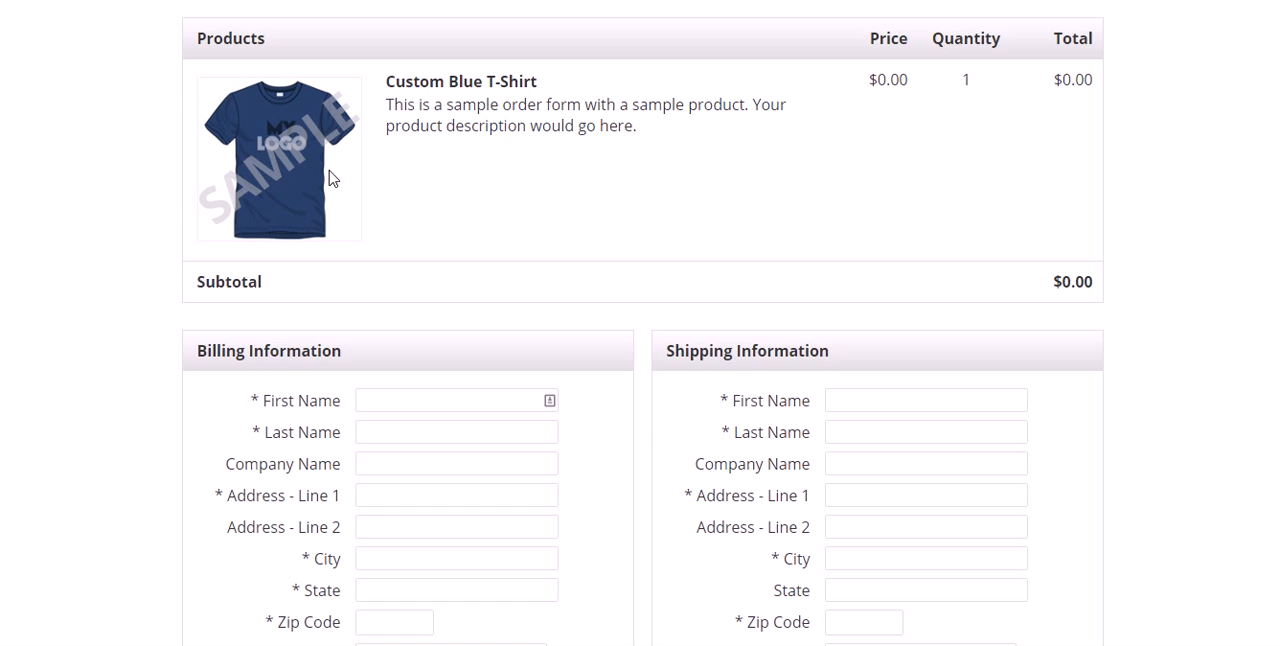 Products Price Quantity Total
Custom Blue T-Shirt $0.00 1 $0.00
This is a sample order form with a sample product. Your
product description would go here.
MY
LOGO
SAMPLE
Subtotal $0.00
Billing Information
* First Name
* Last Name
Company Name
* Address - Line 1
Address - Line 2
* City
* State
* Zip Code
Shipping Information
* First Name
* Last Name
Company Name
* Address - Line 1
Address - Line 2
* City
State
* Zip Code